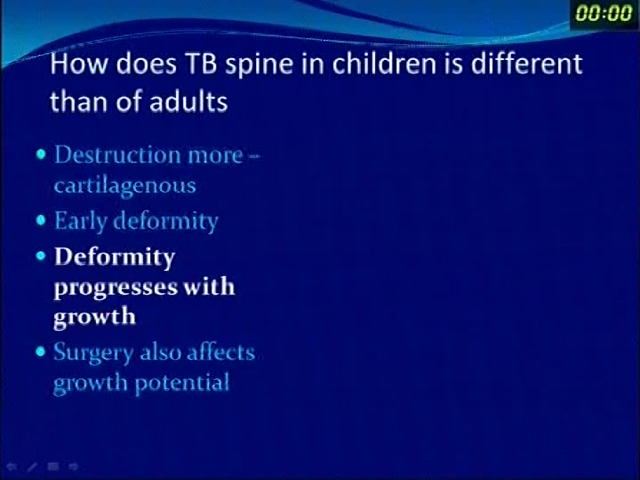 00:00
How does TB spine in children is different
than of adults
• Destruction more –
cartilagenous
• Early deformity
• Deformity
progresses with
growth
• Surgery also affects
growth potential